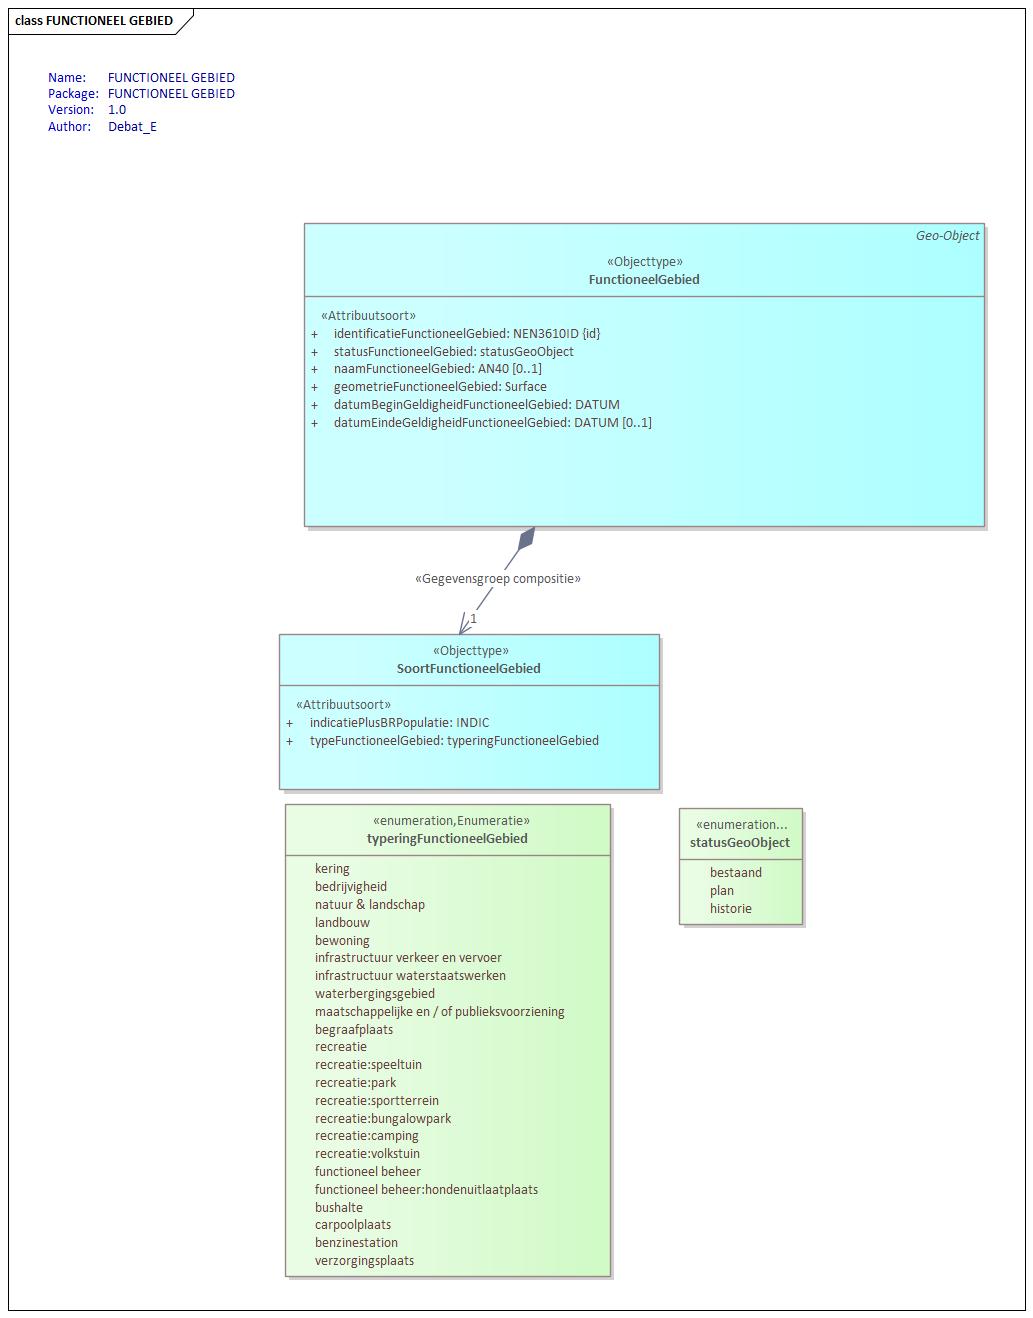 class FUNCTIONEEL GEBIED
Name: FUNCTIONEEL GEBIED
Package: FUNCTIONEEL GEBIED
Version: 1.0
Author: Debat_E
Geo-Object
«Objecttype»
FunctioneelGebied
«Attribuutsoort»
+ identificatieFunctioneelGebied: NEN3610ID {id}
+ statusFunctioneelGebied: statusGeoObject
+ naamFunctioneelGebied: AN40 [0..1]
+ geometrieFunctioneelGebied: Surface
+ datumBeginGeldigheidFunctioneelGebied: DATUM
+ datumEindeGeldigheidFunctioneelGebied: DATUM [0..1]
«Gegevensgroep compositie»
1
«Objecttype»
SoortFunctioneelGebied
«Attribuutsoort»
+ indicatiePlusBRPopulatie: INDIC
+ typeFunctioneelGebied: typeringFunctioneelGebied
«enumeration,Enumeratie»
typeringFunctioneelGebied
kering
bedrijvigheid
natuur & landschap
landbouw
bewoning
infrastructuur verkeer en vervoer
infrastructuur waterstaatswerken
waterbergingsgebied
maatschappelijke en / of publieksvoorziening
begraafplaats
recreatie
recreatie:speeltuin
recreatie:park
recreatie:sportterrein
recreatie:bungalowpark
recreatie:camping
recreatie:volkstuin
functioneel beheer
functioneel beheer:hondenuitlaatplaats
bushalte
carpoolplaats
benzinestation
verzorgingsplaats
«enumeration...
statusGeoObject
bestaand
plan
historie